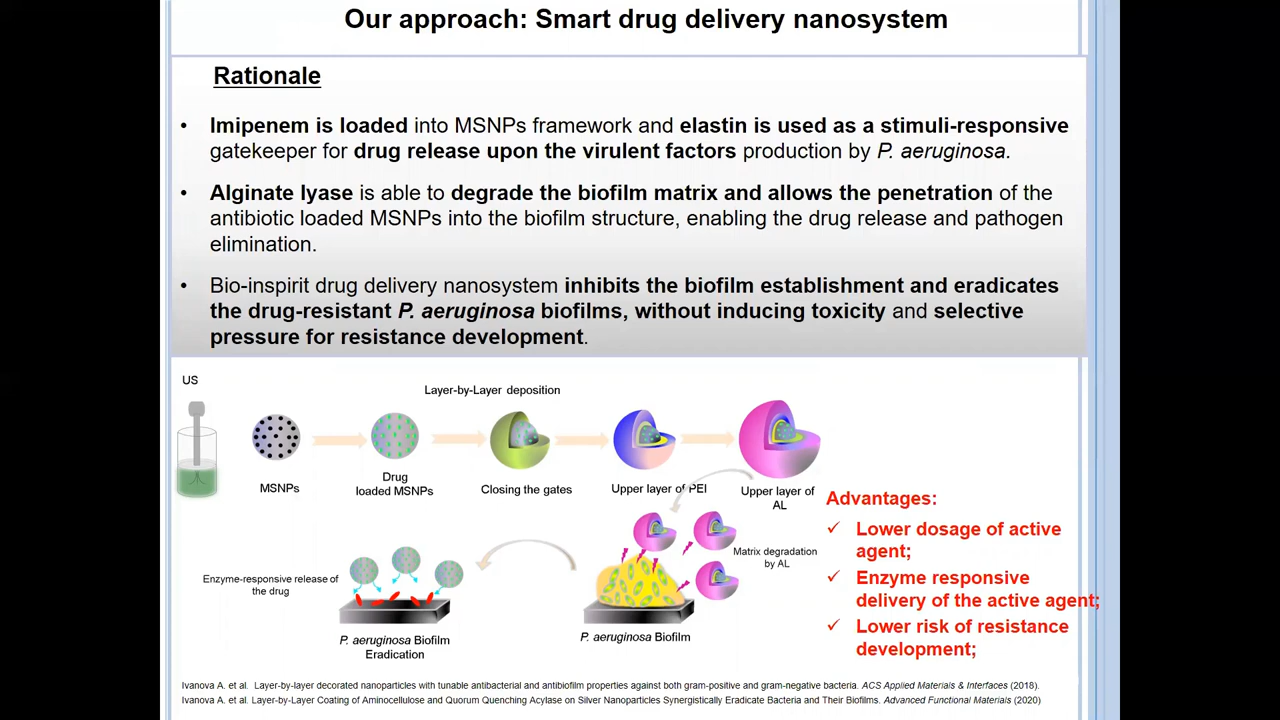 Our approach: Smart drug delivery nanosystem
Rationale
• Imipenem is loaded into MSNPs framework and elastin is used as a stimuli-responsive
gatekeeper for drug release upon the virulent factors production by P. aeruginosa.
• Alginate lyase is able to degrade the biofilm matrix and allows the penetration of the
antibiotic loaded MSNPs into the biofilm structure, enabling the drug release and pathogen
elimination.
• Bio-inspirit drug delivery nanosystem inhibits the biofilm establishment and eradicates
the drug-resistant P. aeruginosa biofilms, without inducing toxicity and selective
pressure for resistance development.
US
Layer-by-Layer deposition
MSNPs
Drug
loaded MSNPs
Closing the gates
Upper layer of PEI
Upper layer of
AL
Matrix degradation
by AL
Enzyme-responsive release of
the drug
P. aeruginosa Biofilm
Eradication
P. aeruginosa Biofilm
Advantages:
✓ Lower dosage of active
agent;
✓ Enzyme responsive
delivery of the active agent;
✓ Lower risk of resistance
development;
Ivanova A. et al. Layer-by-layer decorated nanoparticles with tunable antibacterial and antibiofilm properties against both gram-positive and gram-negative bacteria. ACS Applied Materials & Interfaces (2018).
Ivanova A. et al. Layer-by-Layer Coating of Aminocellulose and Quorum Quenching Acylase on Silver Nanoparticles Synergistically Eradicate Bacteria and Their Biofilms. Advanced Functional Materials (2020)